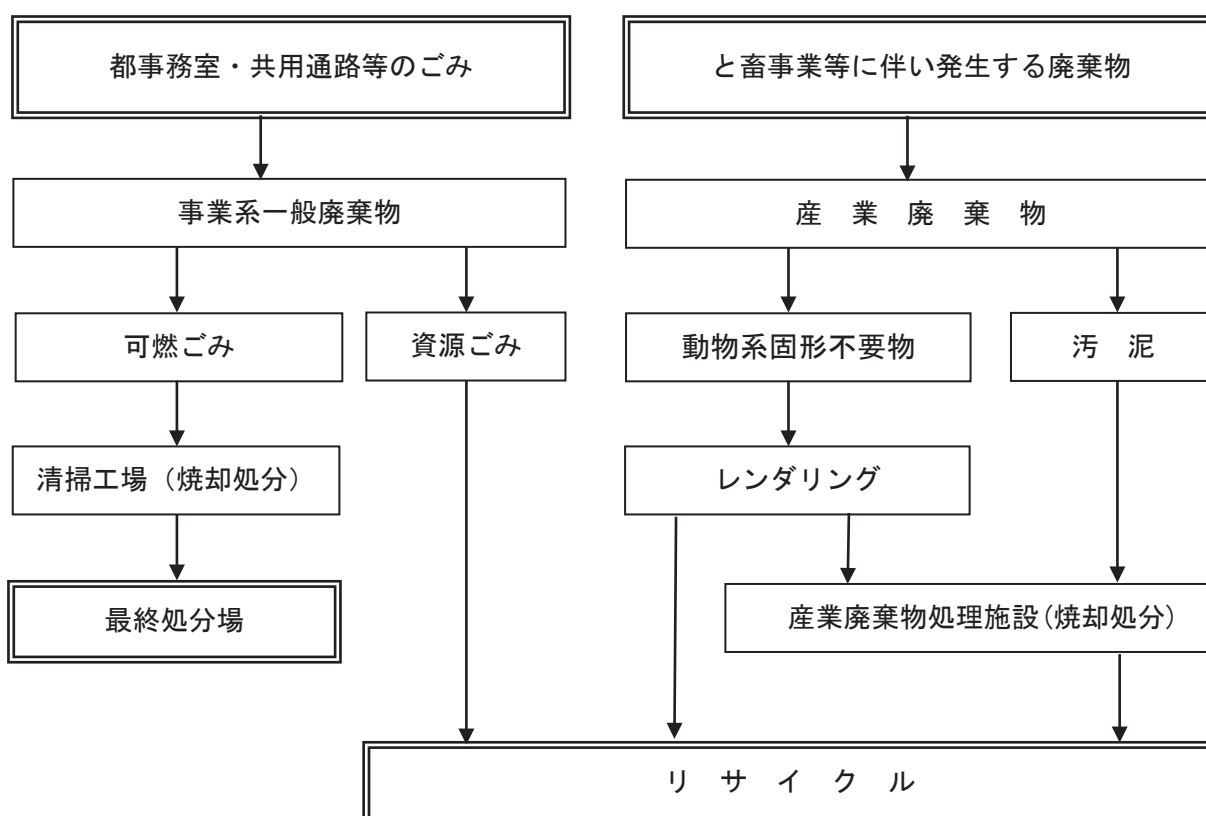 都事務室・共用通路等のごみ
と畜事業等に伴い発生する廃棄物
事業系一般廃棄物
産 業 廃 棄 物
可燃ごみ
資源ごみ
動物系固形不要物
汚 泥
清掃工場（焼却処分）
レンダリング
最終処分場
産業廃棄物処理施設(焼却処分)
リ サ イ ク ル